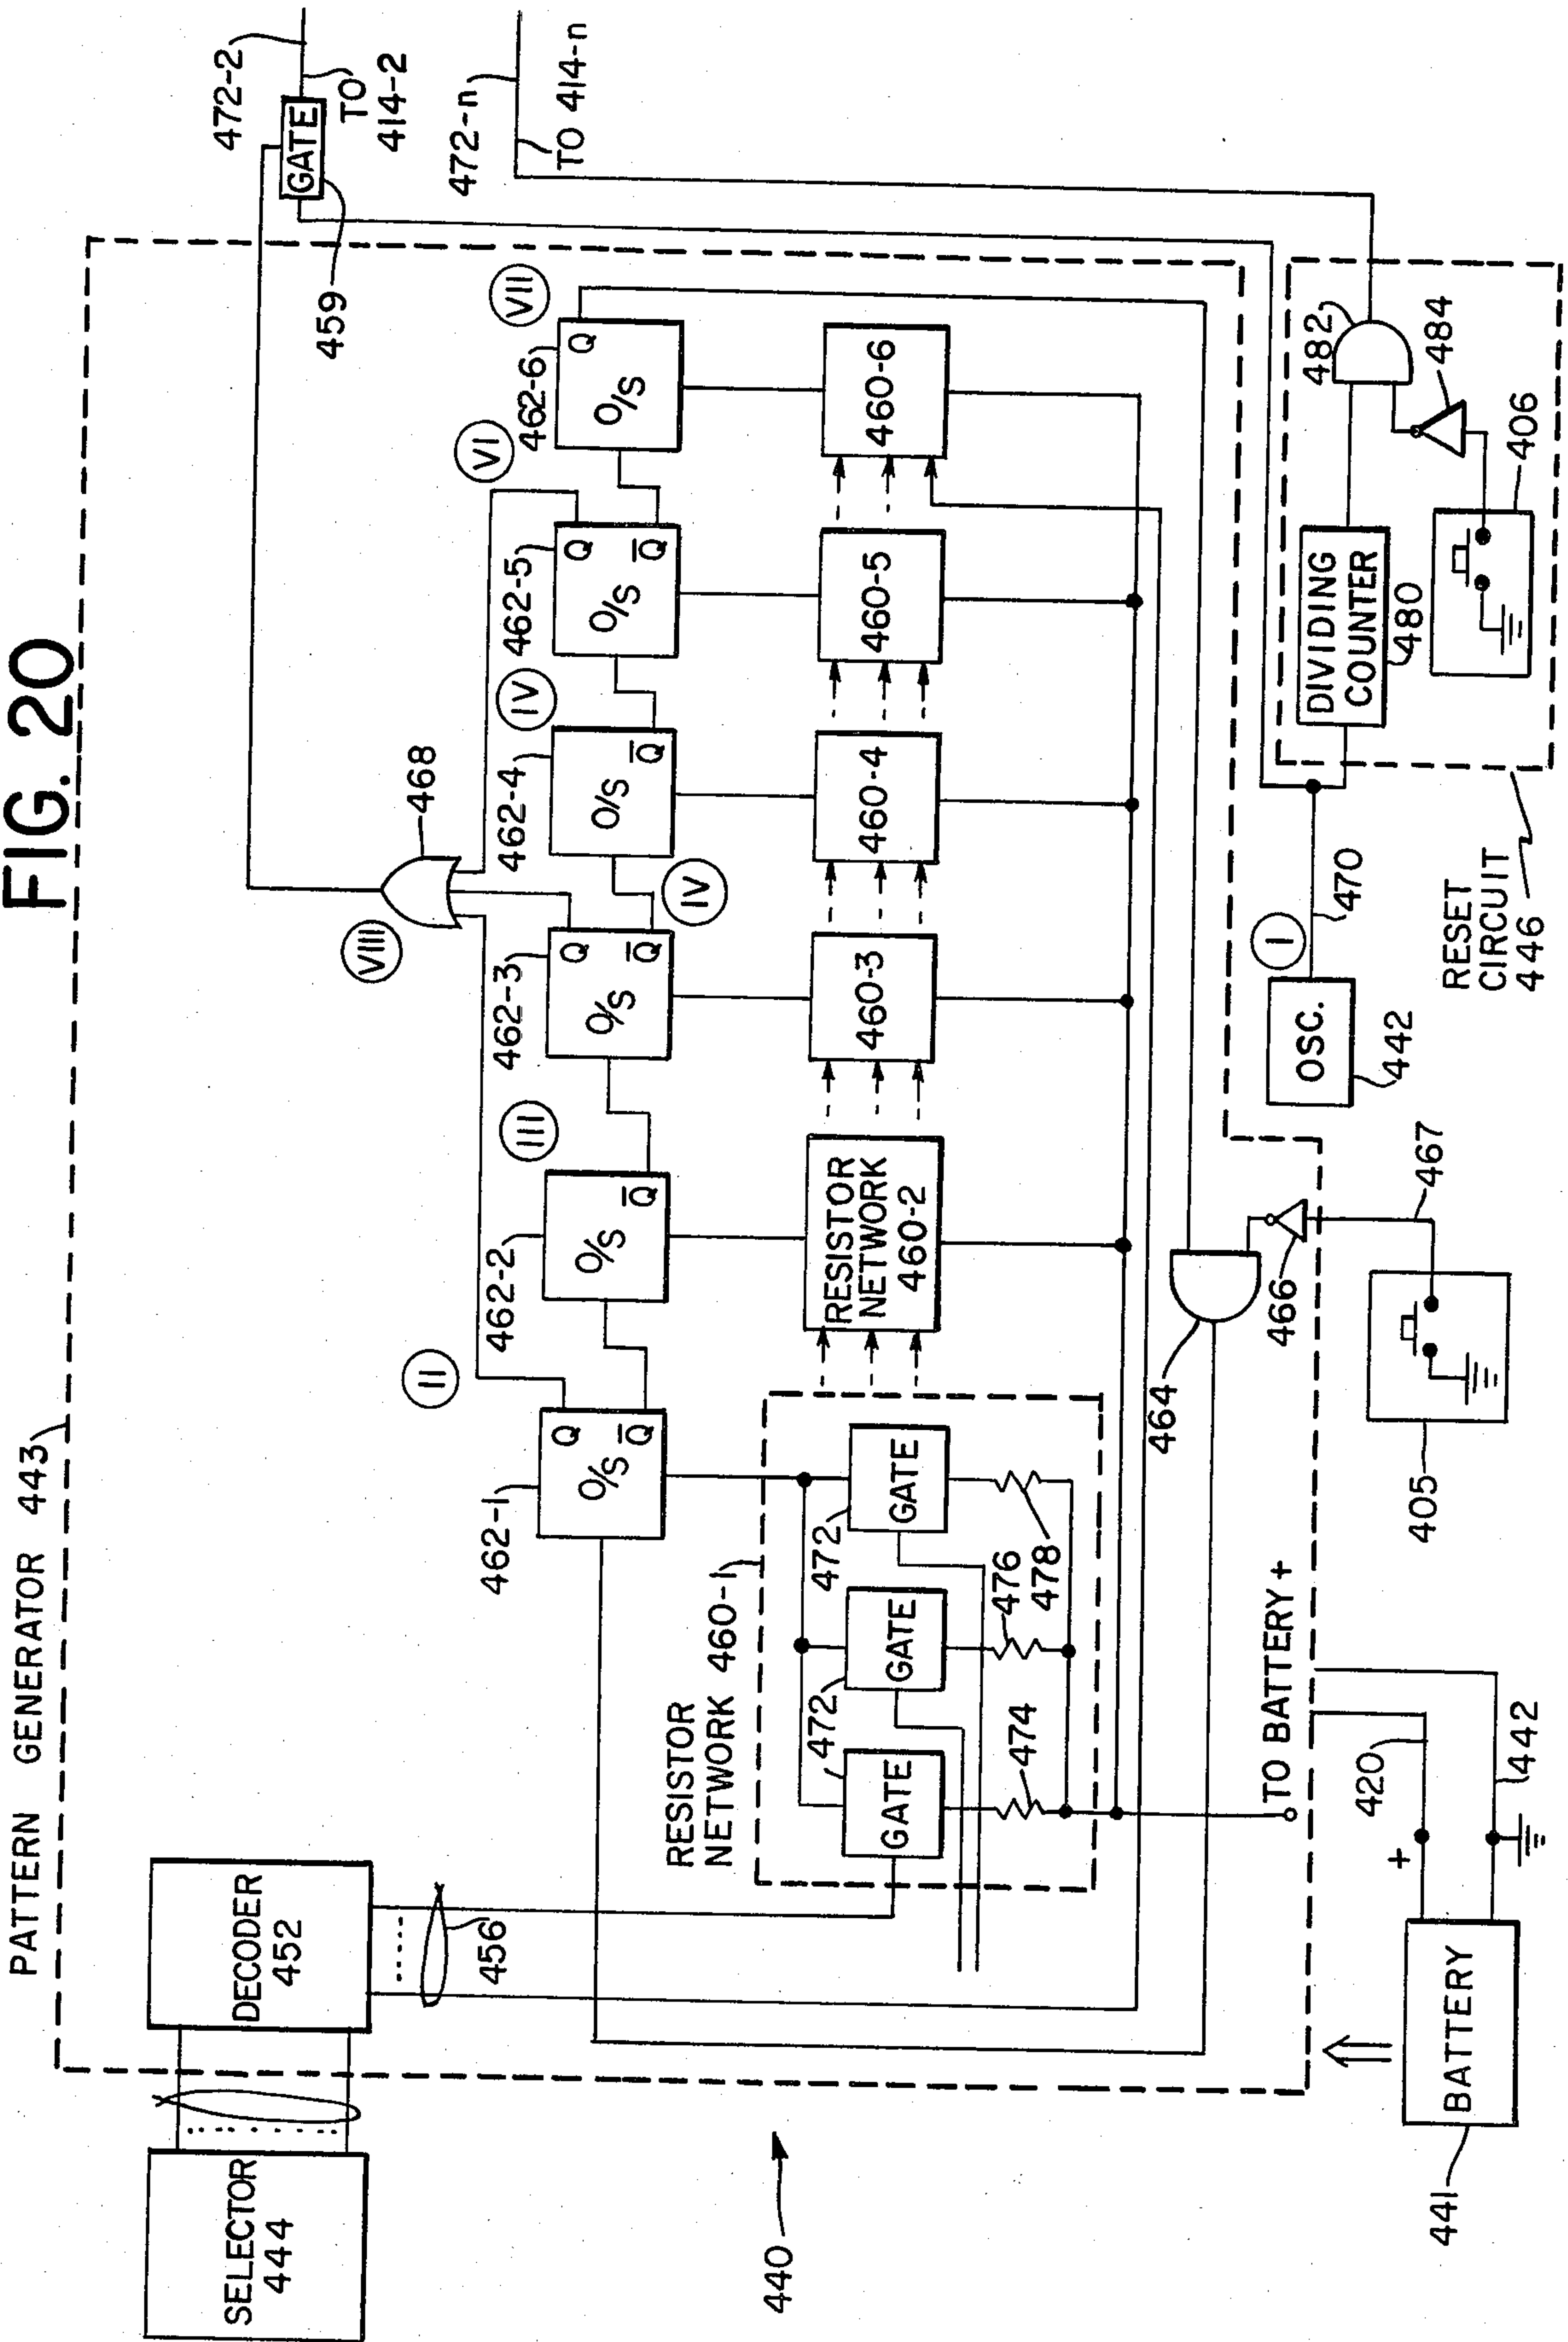 FIG. 20
PATTERN GENERATOR 443
SELECTOR
444
DECODER
452
456
440
462-1
O/S
Q
Q̅
II
462-2
O/S
Q̅
III
462-3
O/S
Q
Q̅
IV
462-4
O/S
Q̅
IV
462-5
O/S
Q
Q̅
VI
462-6
O/S
Q
VII
VIII
468
459
GATE
472-2
TO
414-2
472-n
TO 414-n
RESISTOR
NETWORK 460-1
472
GATE
472
GATE
472
GATE
474
476
478
RESISTOR
NETWORK
460-2
460-3
460-4
460-5
460-6
464
466
467
405
TO BATTERY +
BATTERY
441
+
420
442
OSC.
442
I
470
RESET
CIRCUIT
446
DIVIDING
COUNTER
480
482
484
406